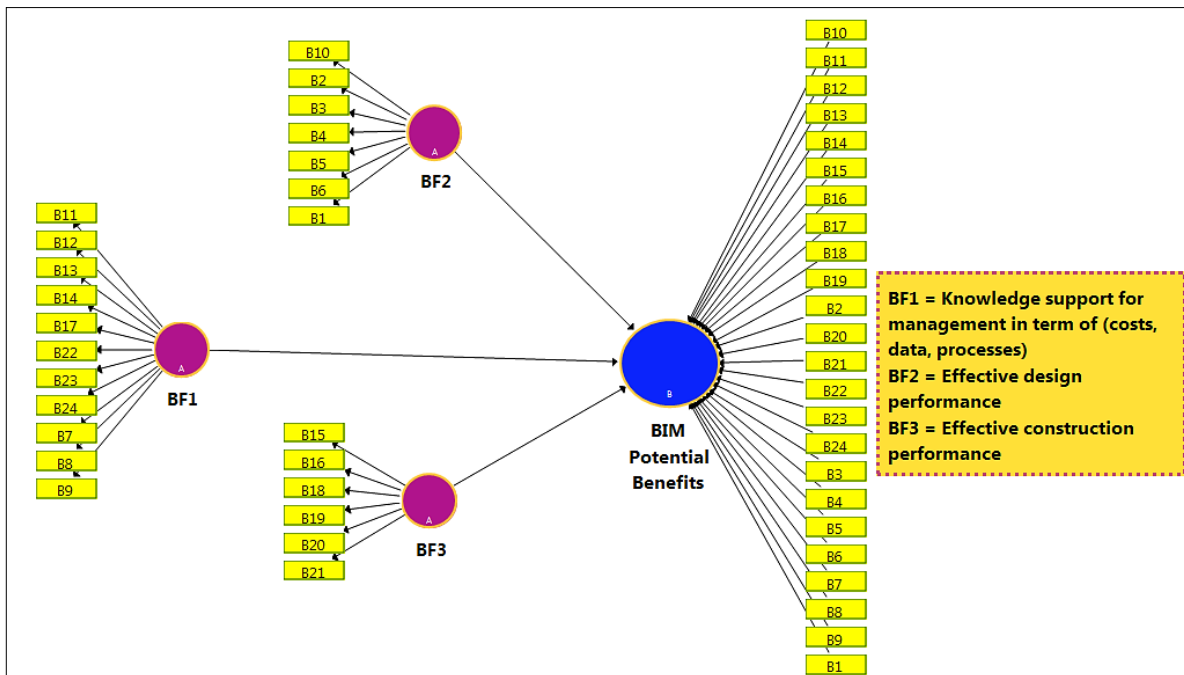 B10
B2
B3
B4
B5
B6
B1
A
BF2
B11
B12
B13
B14
B17
B22
B23
B24
B7
B8
B9
A
BF1
B15
B16
B18
B19
B20
B21
A
BF3
B
BIM
Potential
Benefits
B10
B11
B12
B13
B14
B15
B16
B17
B18
B19
B2
B20
B21
B22
B23
B24
B3
B4
B5
B6
B7
B8
B9
B1
BF1 = Knowledge support for
management in term of (costs,
data, processes)
BF2 = Effective design
performance
BF3 = Effective construction
performance